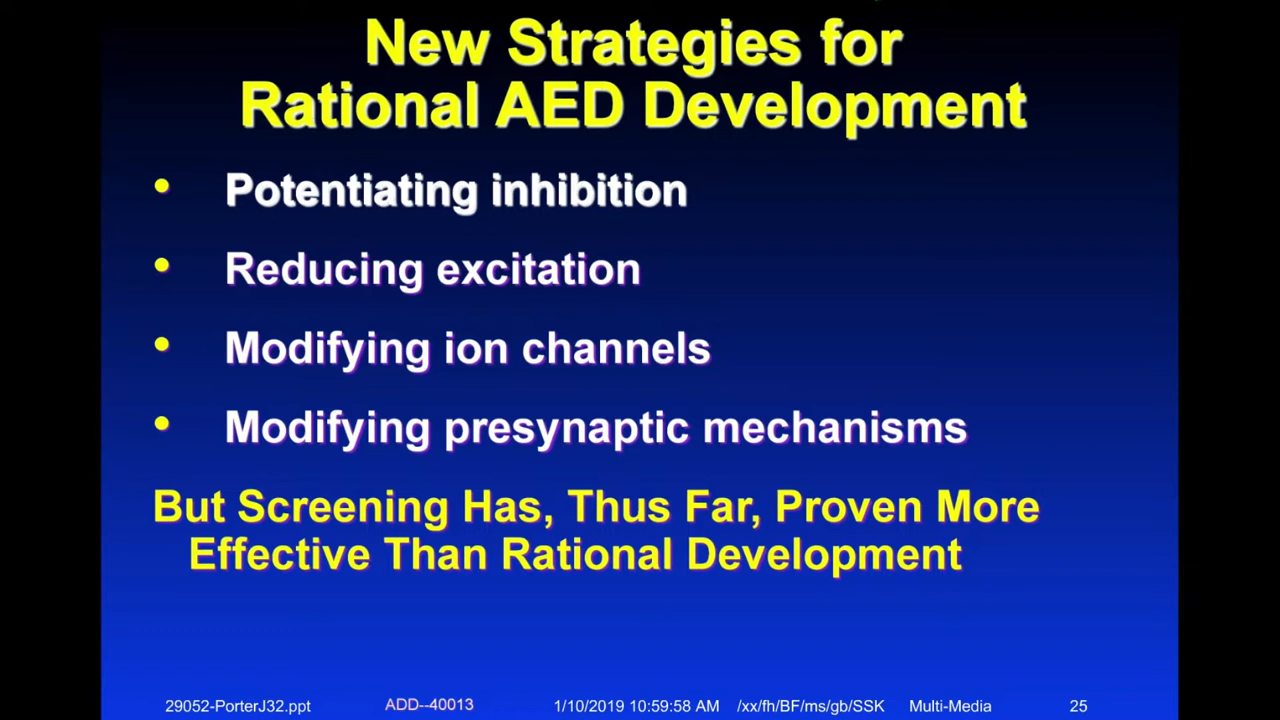 New Strategies for
Rational AED Development
• Potentiating inhibition
• Reducing excitation
• Modifying ion channels
• Modifying presynaptic mechanisms
But Screening Has, Thus Far, Proven More
Effective Than Rational Development
29052-PorterJ32.ppt ADD--40013 1/10/2019 10:59:58 AM /xx/fh/BF/ms/gb/SSK Multi-Media 25